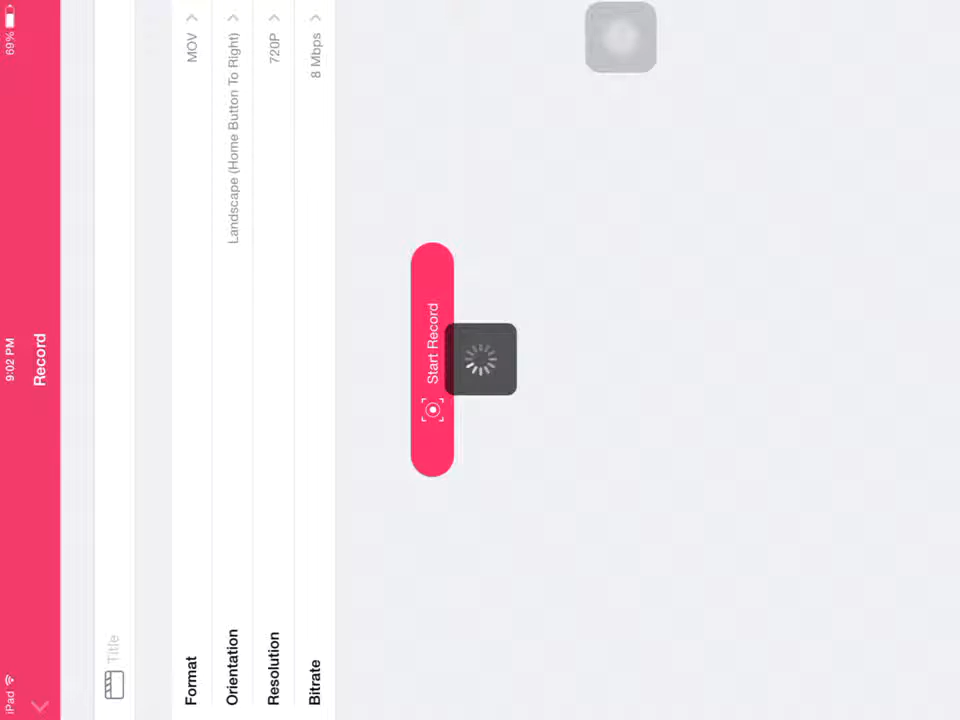 iPad 9:02 PM 69%
Record
Title
Format MOV
Orientation Landscape (Home Button To Right)
Resolution 720P
Bitrate 8 Mbps
Start Record